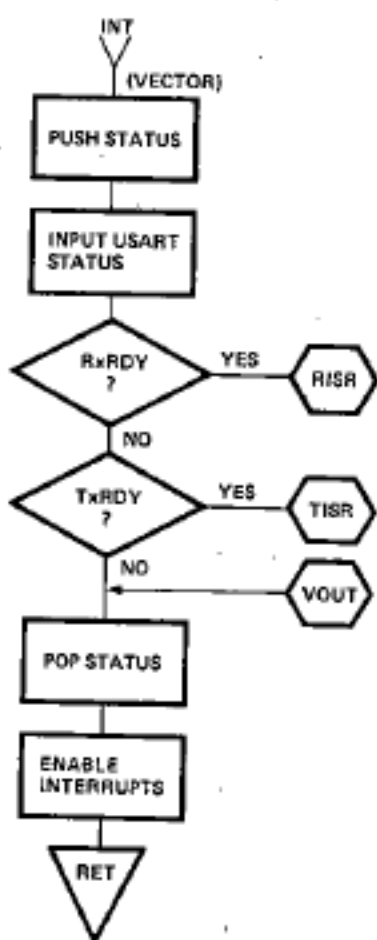 INT
(VECTOR)
PUSH STATUS
INPUT USART
STATUS
RxRDY
?
YES
RISR
NO
TxRDY
?
YES
TISR
NO
VOUT
POP STATUS
ENABLE
INTERRUPTS
RET